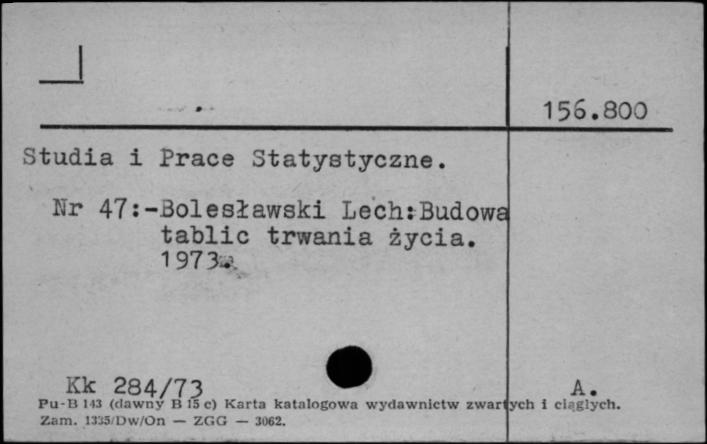 156.800
Studia i Prace Statystyczne.
Nr 47:-Bolesławski Lech:Budowa
tablic trwania życia.
1973.
Kk 284/73 A.
Pu-B 143 (dawny B 15 c) Karta katalogowa wydawnictw zwartych i ciągłych.
Zam. 1335/Dw/On — ZGG — 3062.